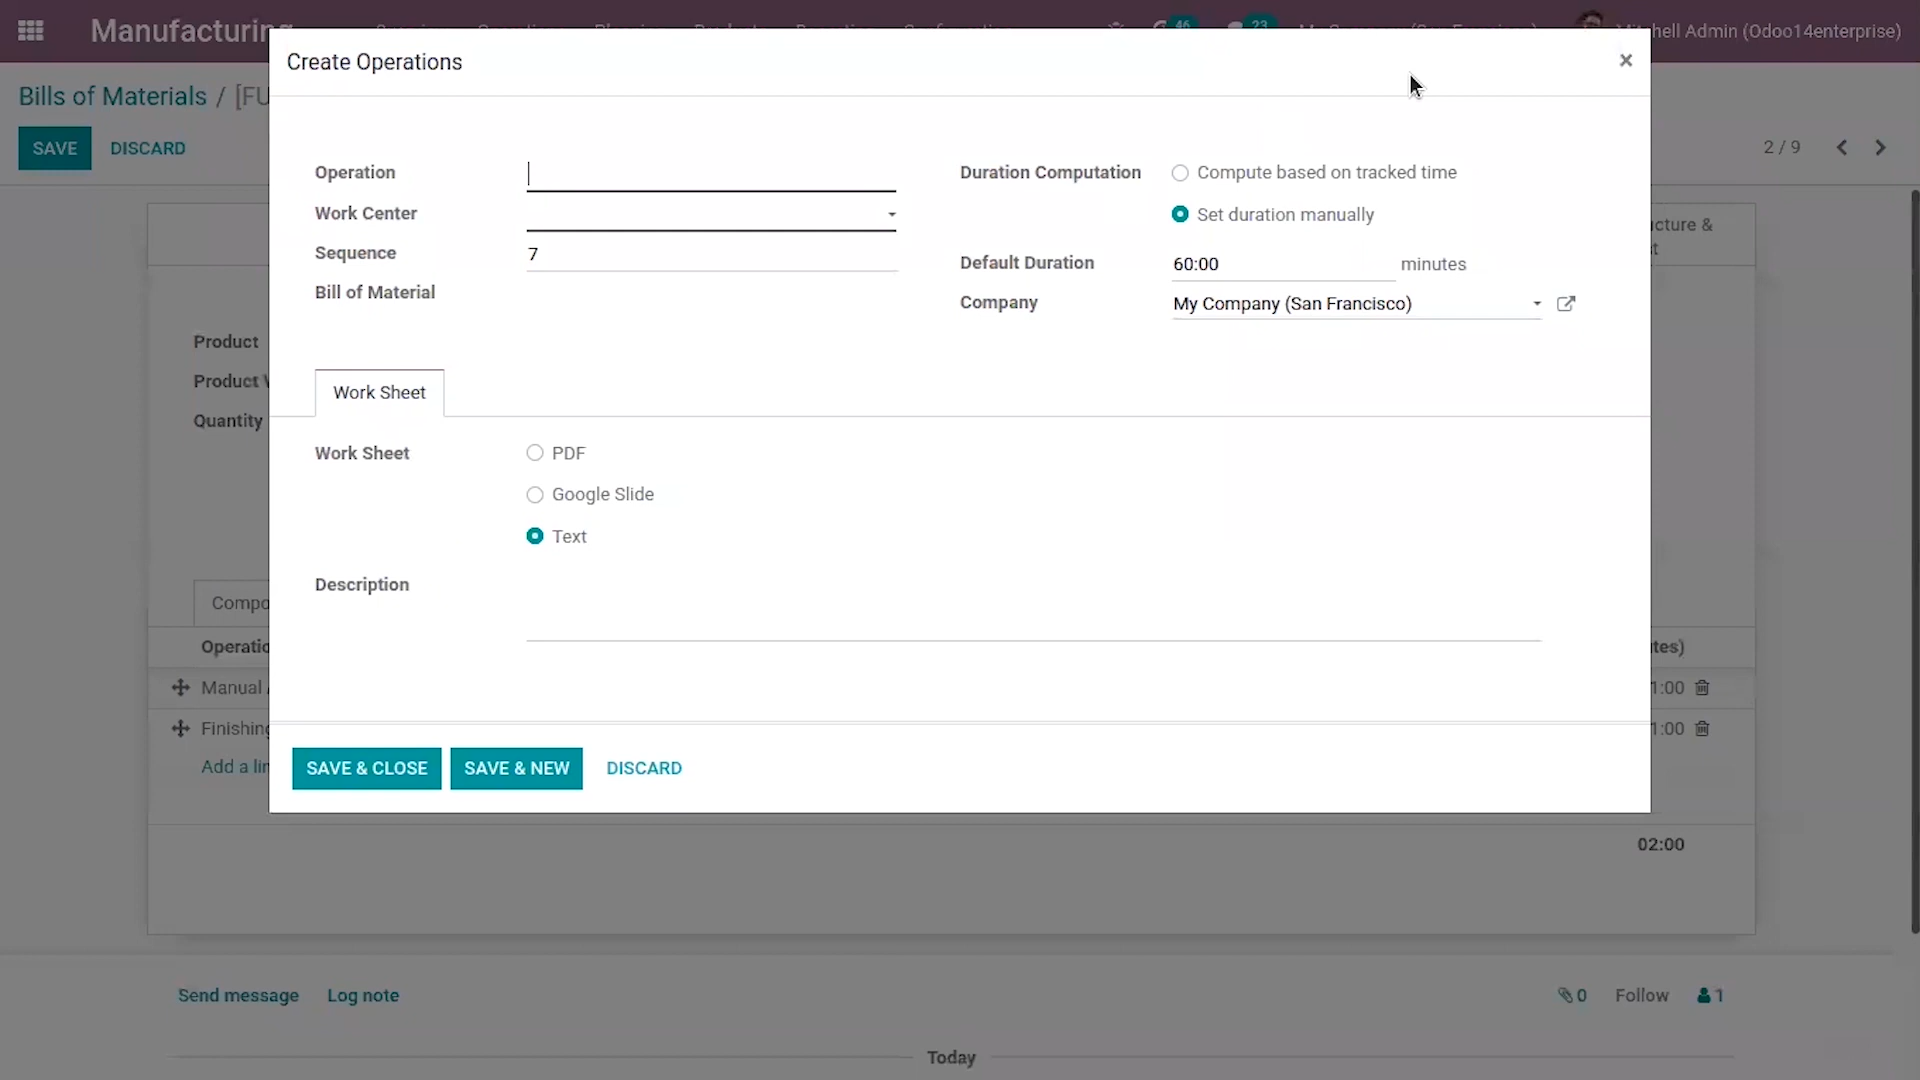 Manufacturing
46
23
Mitchell Admin (Odoo14enterprise)
Bills of Materials / [FU
SAVE
DISCARD
2 / 9
Create Operations
×
Operation
Work Center
Sequence
7
Bill of Material
Duration Computation
Compute based on tracked time
Set duration manually
Default Duration
60:00
minutes
Company
My Company (San Francisco)
Work Sheet
Work Sheet
PDF
Google Slide
Text
Description
SAVE & CLOSE
SAVE & NEW
DISCARD
Product
Product
Quantity
cture &
Compo
Operatio
tes)
Manual
1:00
Finishing
1:00
Add a lin
02:00
Send message
Log note
0
Follow
1
Today